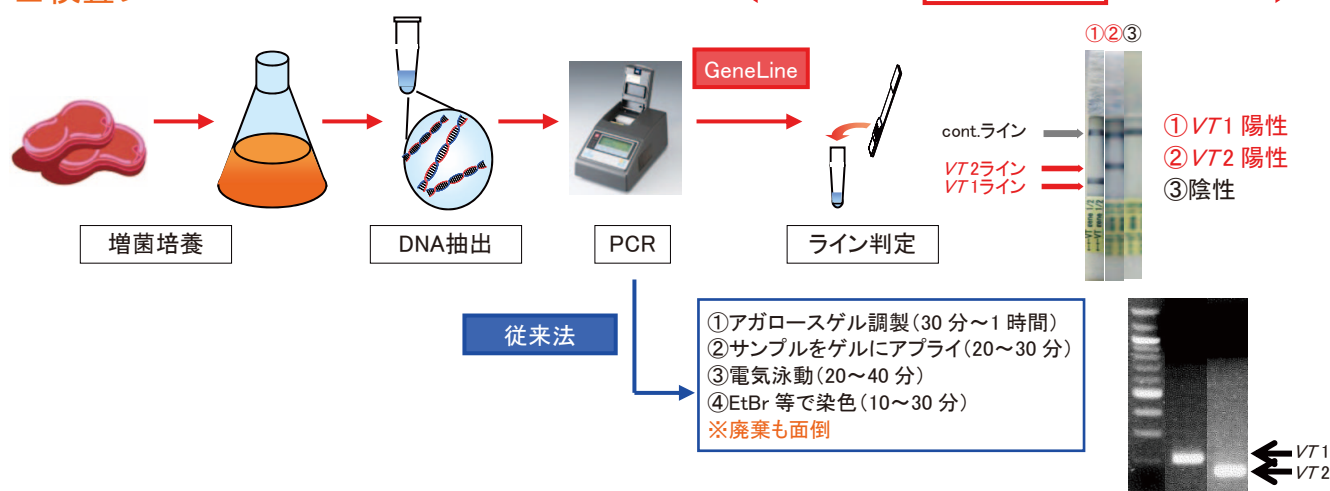 ①②③
GeneLine
cont.ライン
VT2ライン
VT1ライン
①VT1 陽性
②VT2 陽性
③陰性
増菌培養
DNA抽出
PCR
ライン判定
従来法
①アガロースゲル調製(30 分～1 時間)
②サンプルをゲルにアプライ(20～30 分)
③電気泳動(20～40 分)
④EtBr 等で染色(10～30 分)
※廃棄も面倒
VT1
VT2